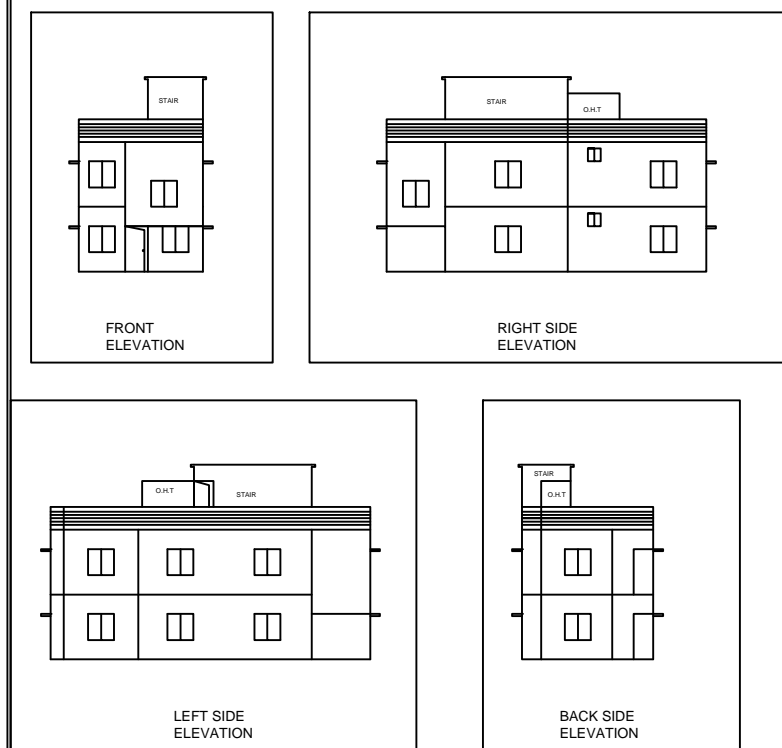 STAIR
FRONT
ELEVATION
STAIR
O.H.T
RIGHT SIDE
ELEVATION
O.H.T
STAIR
LEFT SIDE
ELEVATION
STAIR
O.H.T
BACK SIDE
ELEVATION